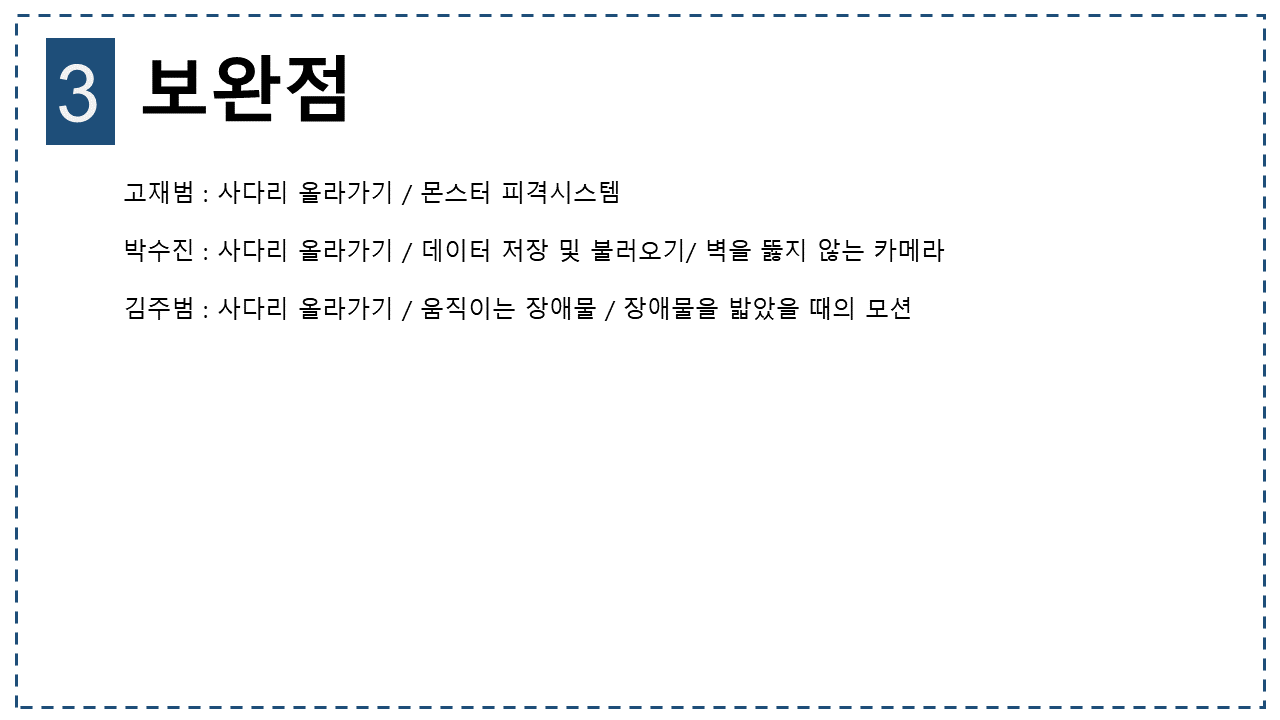 3 보완점
고재범 : 사다리 올라가기 / 몬스터 피격시스템
박수진 : 사다리 올라가기 / 데이터 저장 및 불러오기/ 벽을 뚫지 않는 카메라
김주범 : 사다리 올라가기 / 움직이는 장애물 / 장애물을 밟았을 때의 모션